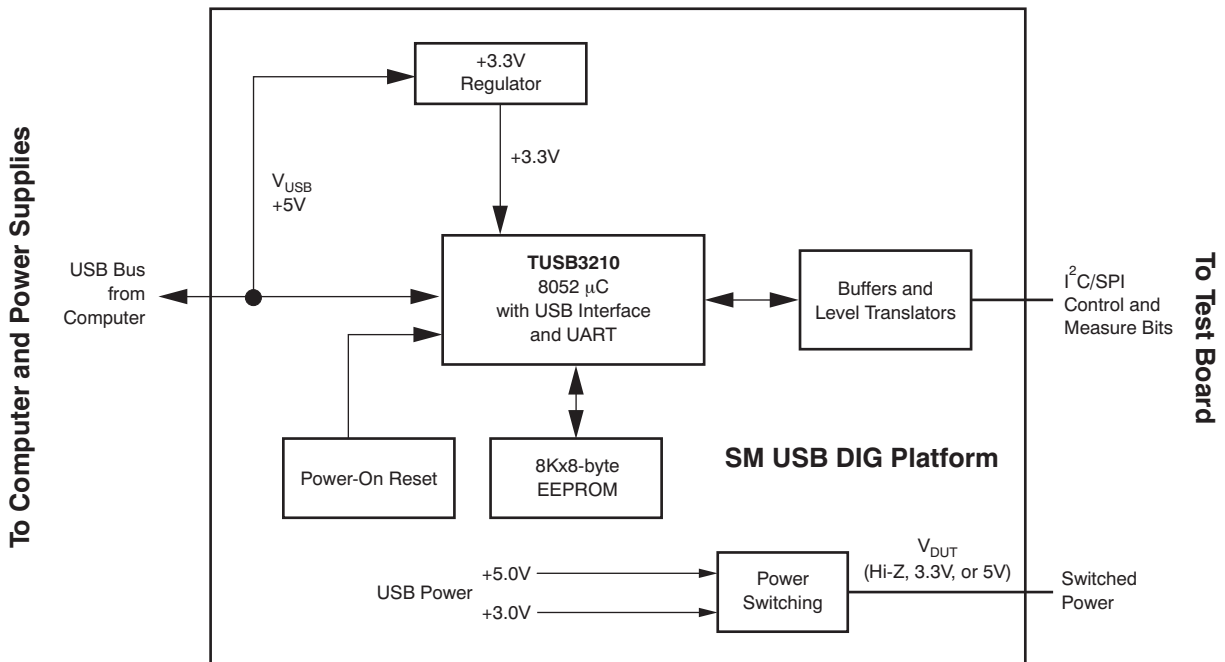 To Computer and Power Supplies
+3.3V
Regulator
+3.3V
V_USB
+5V
USB Bus
from
Computer
TUSB3210
8052 μC
with USB Interface
and UART
Buffers and
Level Translators
I²C/SPI
Control and
Measure Bits
To Test Board
Power-On Reset
8Kx8-byte
EEPROM
SM USB DIG Platform
USB Power
+5.0V
+3.0V
Power
Switching
V_DUT
(Hi-Z, 3.3V, or 5V)
Switched
Power